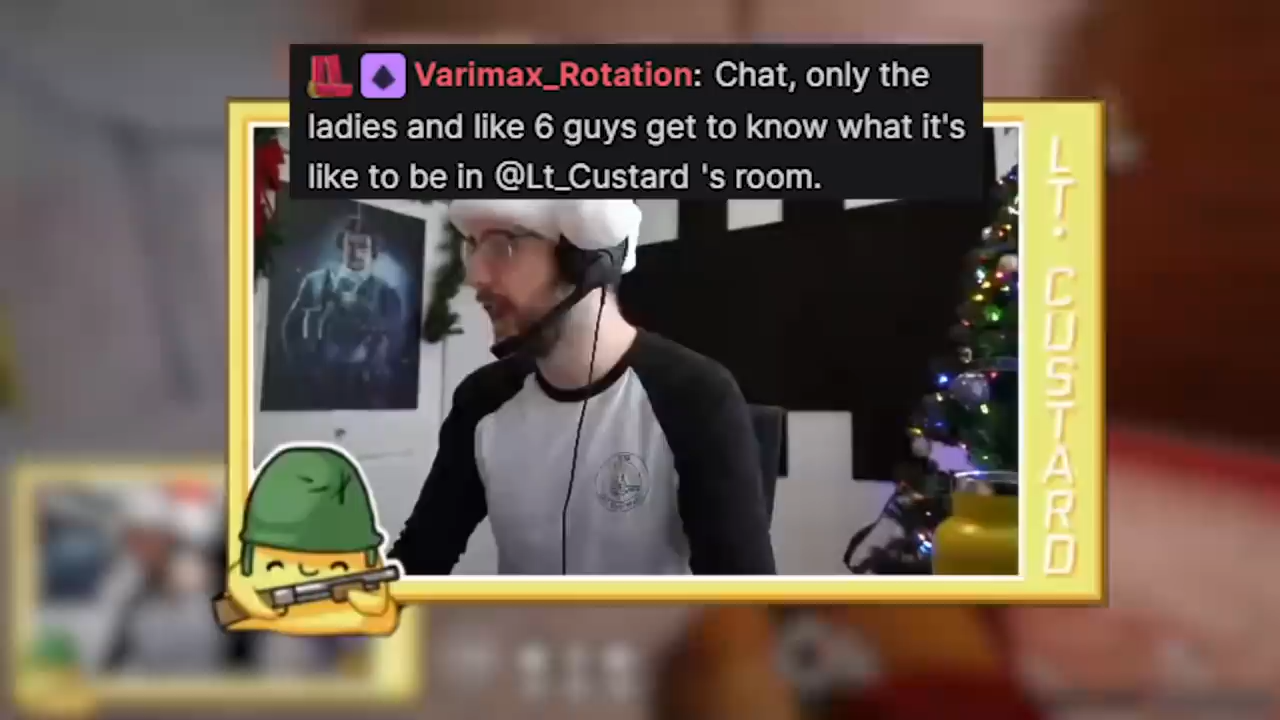 Varimax_Rotation: Chat, only the
ladies and like 6 guys get to know what it's
like to be in @Lt_Custard 's room.
LT. CUSTARD